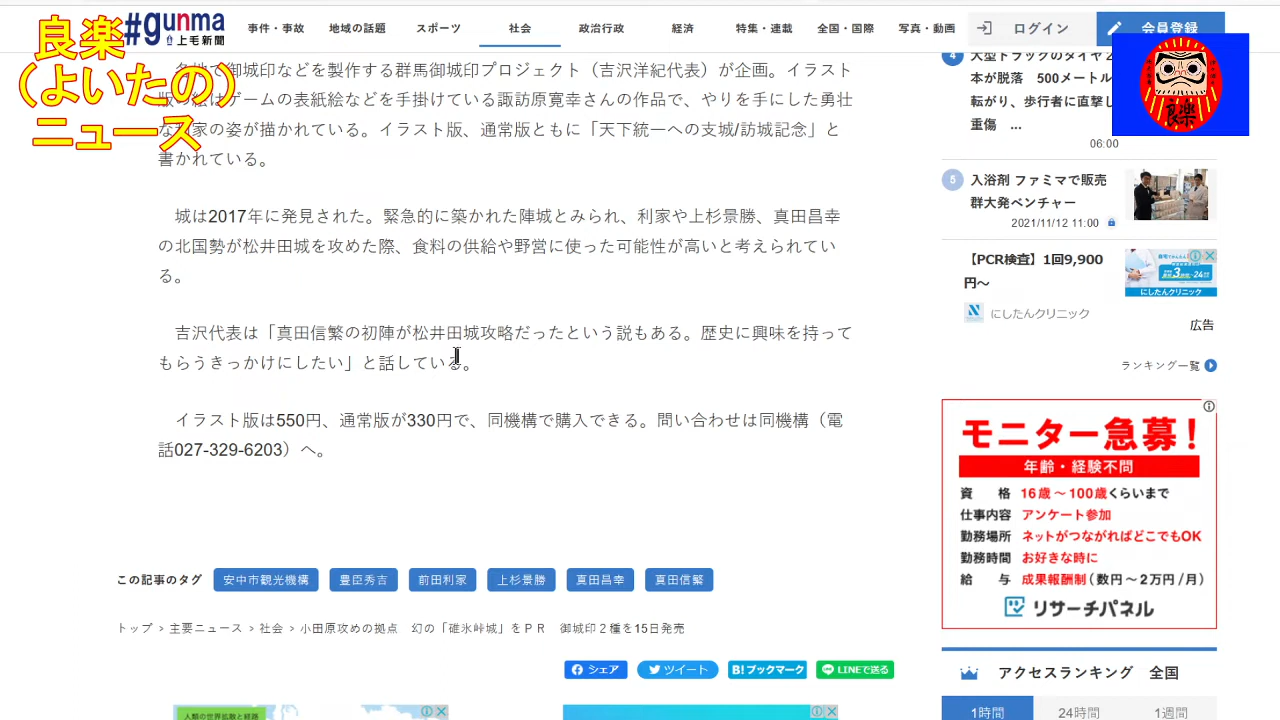 良楽
（よいたの）
ニュース
#gunma
上毛新聞
事件・事故
地域の話題
スポーツ
社会
政治行政
経済
特集・連載
全国・国際
写真・動画
ログイン
会員登録
御城印などを製作する群馬御城印プロジェクト（吉沢洋紀代表）が企画。イラスト
ゲームの表紙絵などを手掛けている諏訪原寛幸さんの作品で、やりを手にした勇壮
家の姿が描かれている。イラスト版、通常版ともに「天下統一への支城/訪城記念」と
書かれている。
城は2017年に発見された。緊急的に築かれた陣城とみられ、利家や上杉景勝、真田昌幸
の北国勢が松井田城を攻めた際、食料の供給や野営に使った可能性が高いと考えられてい
る。
吉沢代表は「真田信繁の初陣が松井田城攻略だったという説もある。歴史に興味を持って
もらうきっかけにしたい」と話している。
イラスト版は550円、通常版が330円で、同機構で購入できる。問い合わせは同機構（電
話027-329-6203）へ。
この記事のタグ
安中市観光機構
豊臣秀吉
前田利家
上杉景勝
真田昌幸
真田信繁
トップ > 主要ニュース > 社会 > 小田原攻めの拠点　幻の「碓氷峠城」をＰＲ　御城印２種を15日発売
シェア
ツイート
B!ブックマーク
LINEで送る
人類の世界拡散と経路
4
大型トラックのタイヤ2
本が脱落　500メートル
転がり、歩行者に直撃し
重傷　...
06:00
良楽
5
入浴剤 ファミマで販売
群大発ベンチャー
2021/11/12 11:00
【PCR検査】1回9,900
円〜
にしたんクリニック
にしたんクリニック
広告
ランキング一覧
モニター急募！
年齢・経験不問
資　格 16歳〜100歳くらいまで
仕事内容 アンケート参加
勤務場所 ネットがつながればどこでもOK
勤務時間 お好きな時に
給　与 成果報酬制（数円〜2万円/月）
リサーチパネル
アクセスランキング　全国
1時間
24時間
1週間